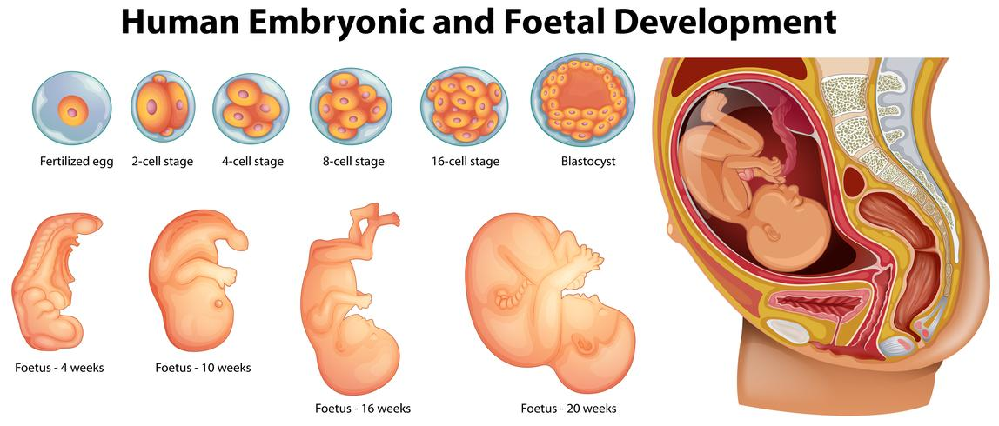 Human Embryonic and Foetal Development
Fertilized egg
2-cell stage
4-cell stage
8-cell stage
16-cell stage
Blastocyst
Foetus - 4 weeks
Foetus - 10 weeks
Foetus - 16 weeks
Foetus - 20 weeks